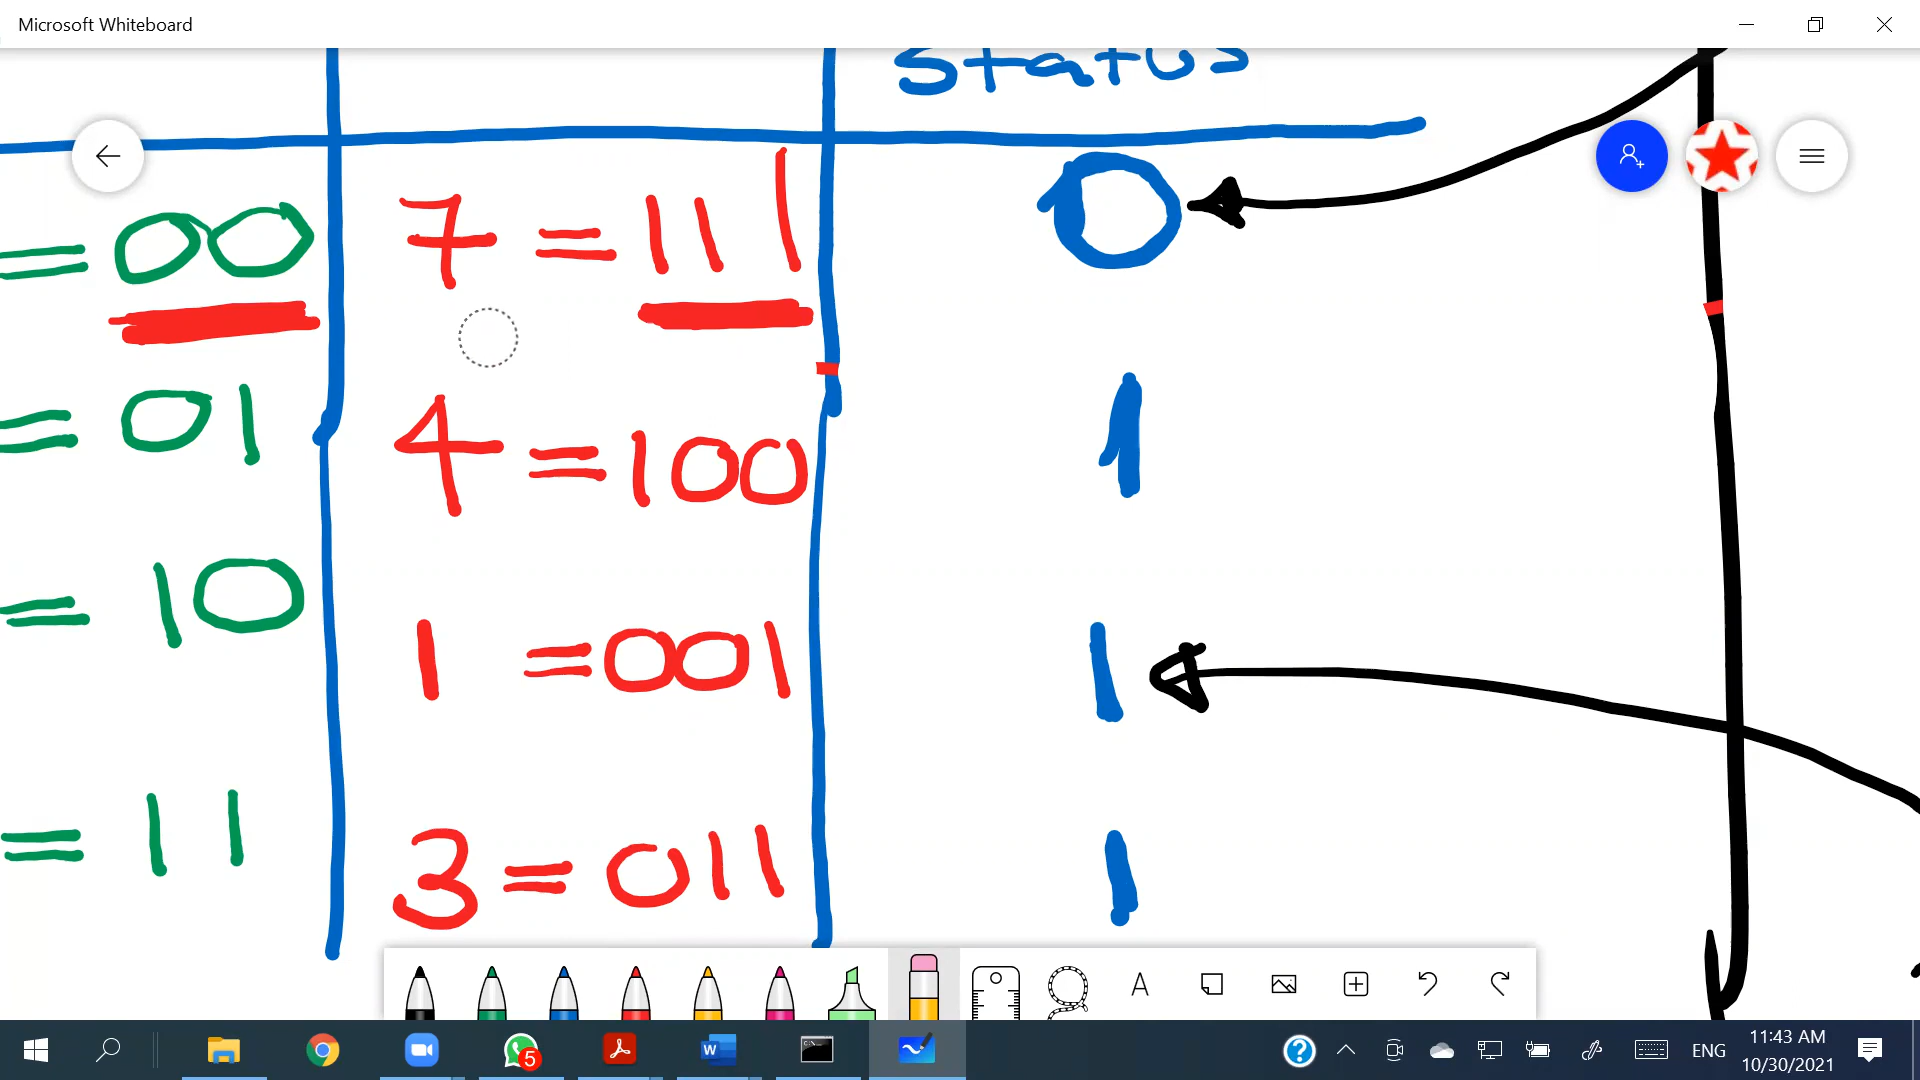 Microsoft Whiteboard
status
= 00 7 = 111 0
= 01 4 = 100 1
= 10 1 = 001 1
= 11 3 = 011 1
A
5
W
C:\
?
ENG
11:43 AM
10/30/2021